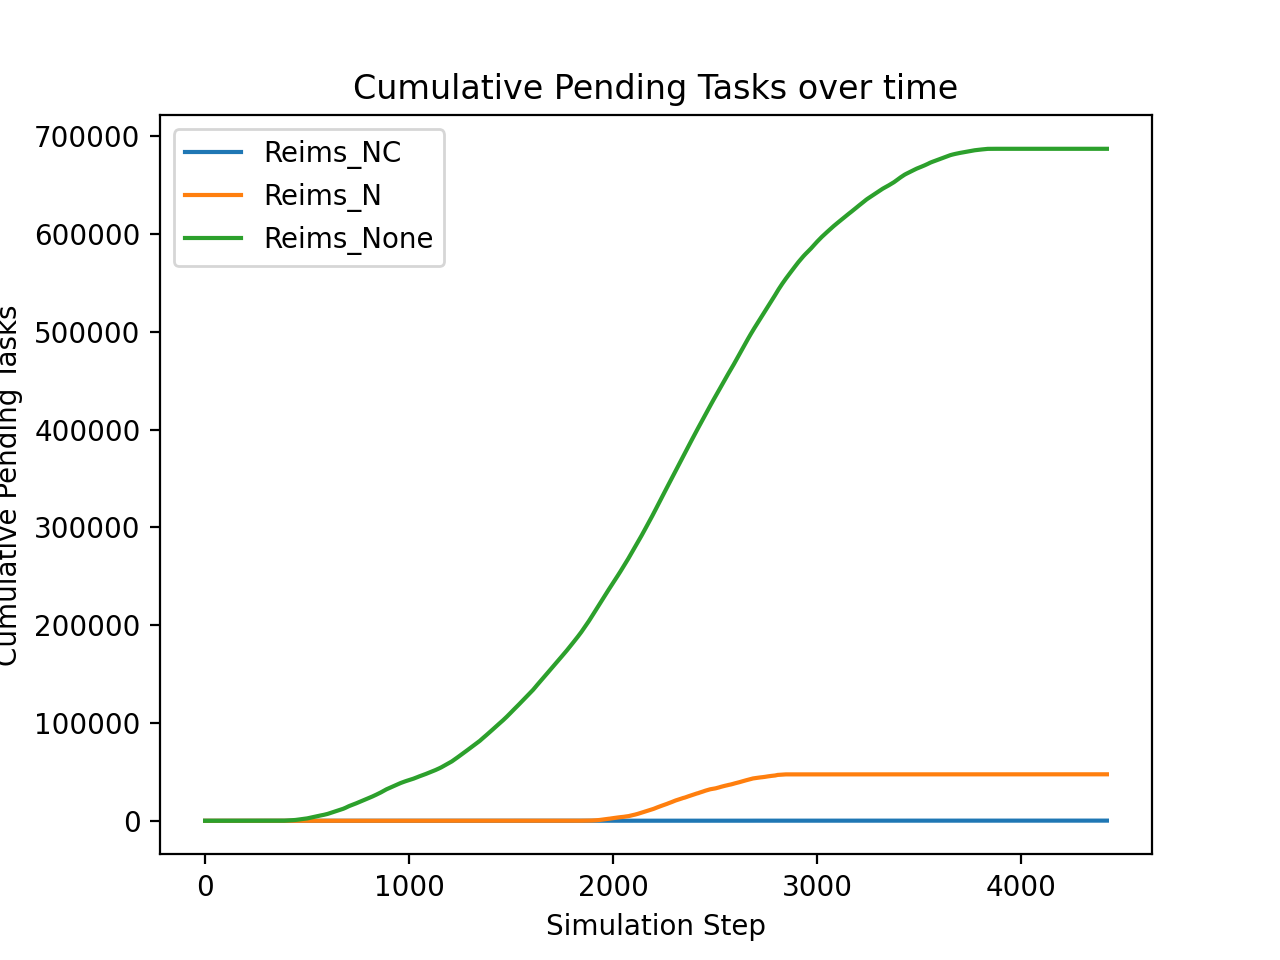 Cumulative Pending Tasks over time
700000
600000
500000
400000
300000
200000
100000
0
Cumulative Pending Tasks
Reims_NC
Reims_N
Reims_None
0 1000 2000 3000 4000
Simulation Step